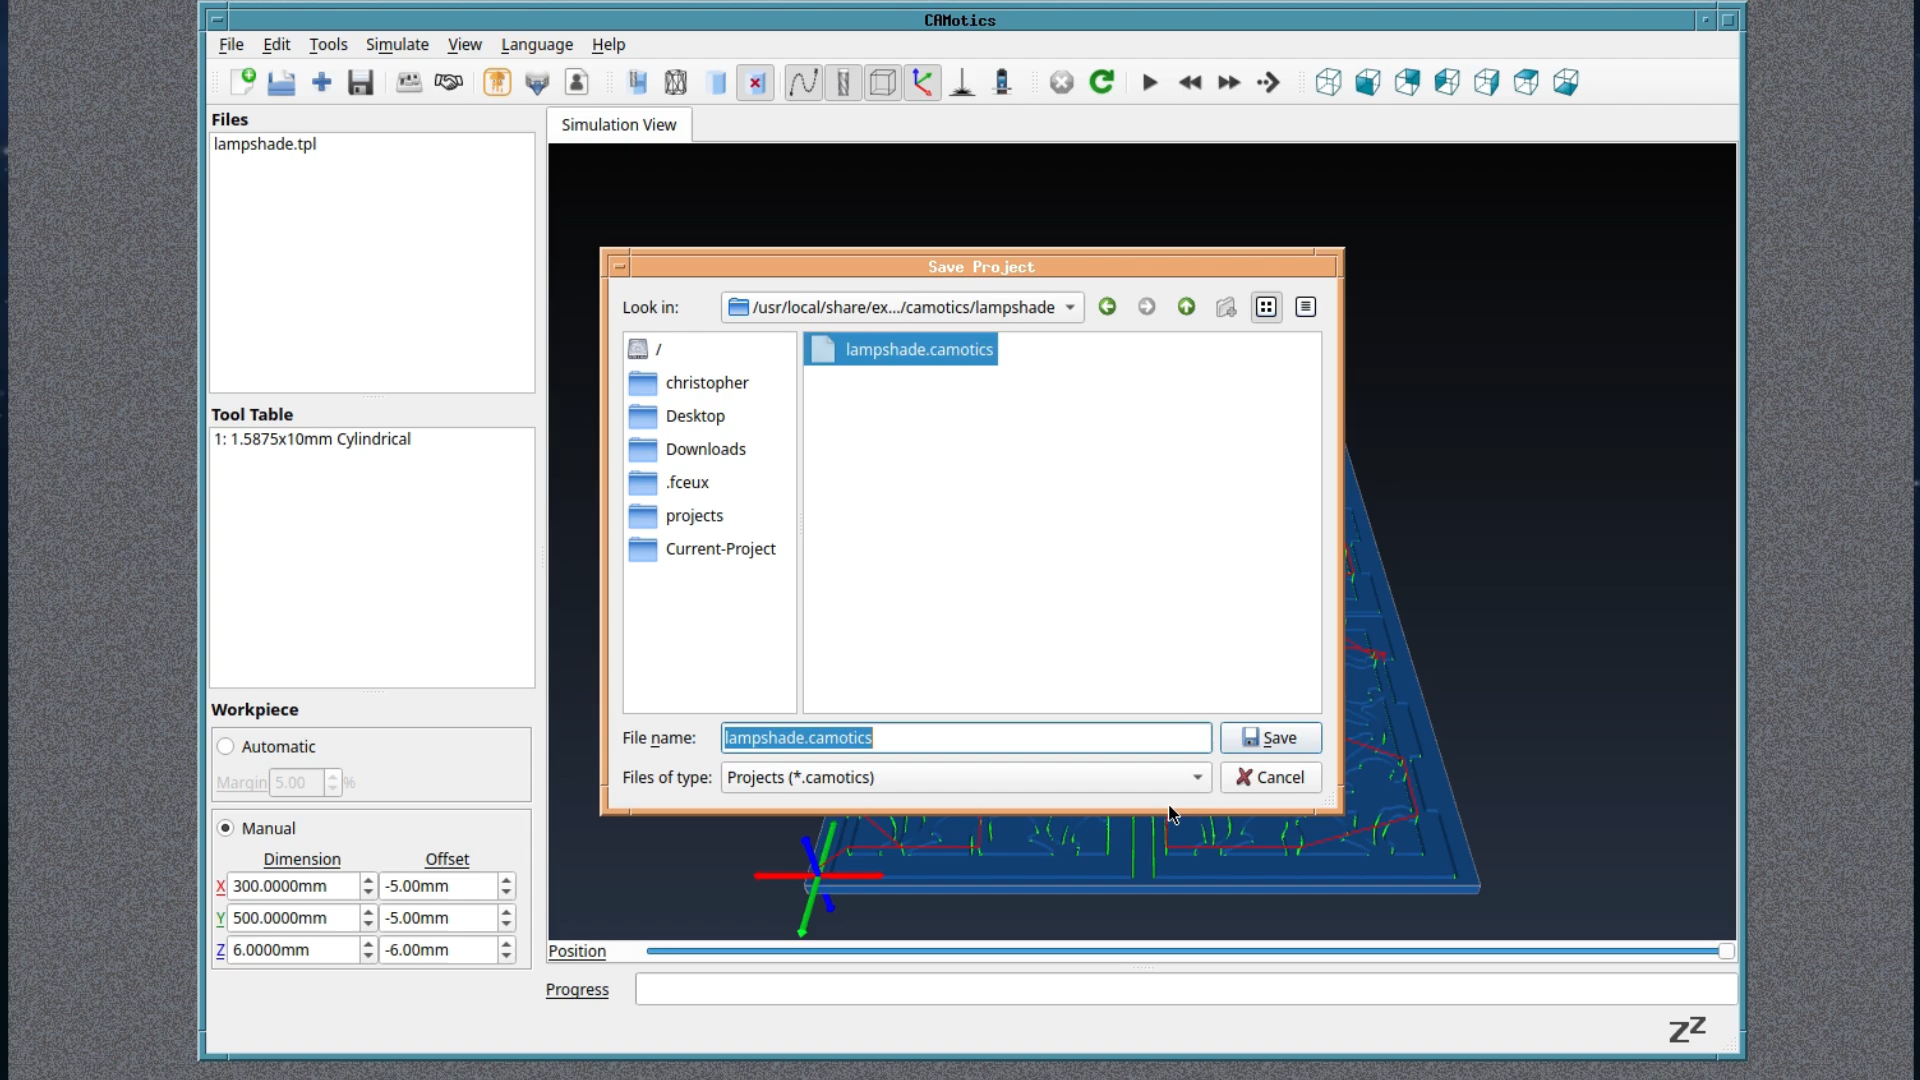 CAMotics
File Edit Tools Simulate View Language Help
Files
Simulation View
lampshade.tpl
Save Project
Look in: /usr/local/share/ex.../camotics/lampshade
/
lampshade.camotics
christopher
Desktop
Downloads
.fceux
projects
Current-Project
File name: lampshade.camotics Save
Files of type: Projects (*.camotics) Cancel
Tool Table
1: 1.5875x10mm Cylindrical
Workpiece
Automatic
Margin 5.00 %
Manual
Dimension Offset
X 300.0000mm -5.00mm
Y 500.0000mm -5.00mm
Z 6.0000mm -6.00mm
Position
Progress
zz